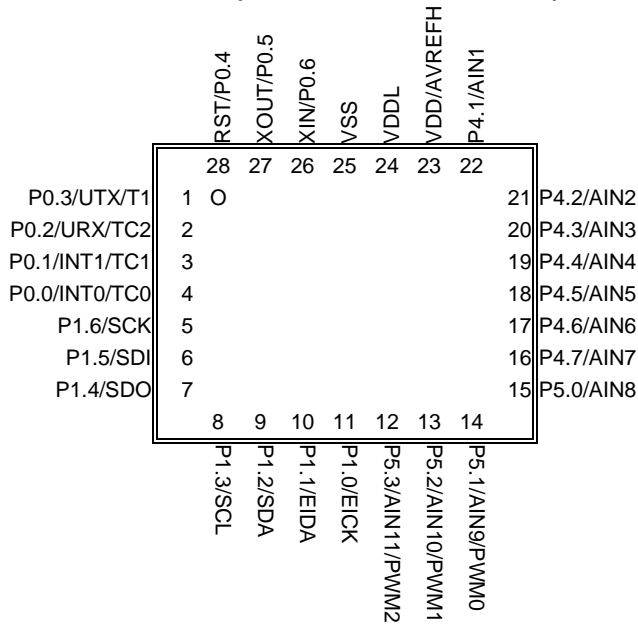 RST/P0.4
XOUT/P0.5
XIN/P0.6
VSS
VDDL
VDD/AVREFH
P4.1/AIN1
28 27 26 25 24 23 22
P0.3/UTX/T1 1 O 21 P4.2/AIN2
P0.2/URX/TC2 2 20 P4.3/AIN3
P0.1/INT1/TC1 3 19 P4.4/AIN4
P0.0/INT0/TC0 4 18 P4.5/AIN5
P1.6/SCK 5 17 P4.6/AIN6
P1.5/SDI 6 16 P4.7/AIN7
P1.4/SDO 7 15 P5.0/AIN8
8 9 10 11 12 13 14
P1.3/SCL
P1.2/SDA
P1.1/EIDA
P1.0/EICK
P5.3/AIN11/PWM2
P5.2/AIN10/PWM1
P5.1/AIN9/PWM0